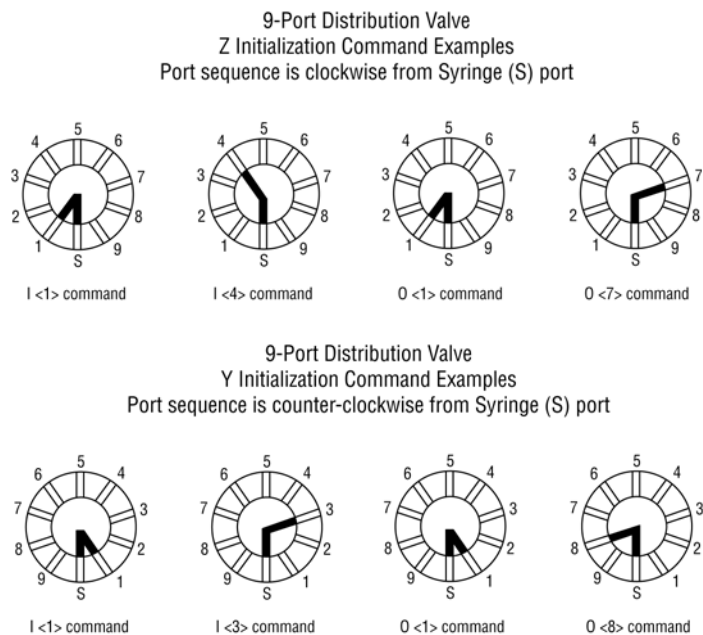 9-Port Distribution Valve
Z Initialization Command Examples
Port sequence is clockwise from Syringe (S) port
5 5 5 5
4 6 4 6 4 6 4 6
3 7 3 7 3 7 3 7
2 8 2 8 2 8 2 8
1 9 1 9 1 9 1 9
S S S S
I <1> command I <4> command O <1> command O <7> command
9-Port Distribution Valve
Y Initialization Command Examples
Port sequence is counter-clockwise from Syringe (S) port
5 5 5 5
6 4 6 4 6 4 6 4
7 3 7 3 7 3 7 3
8 2 8 2 8 2 8 2
9 1 9 1 9 1 9 1
S S S S
I <1> command I <3> command O <1> command O <8> command